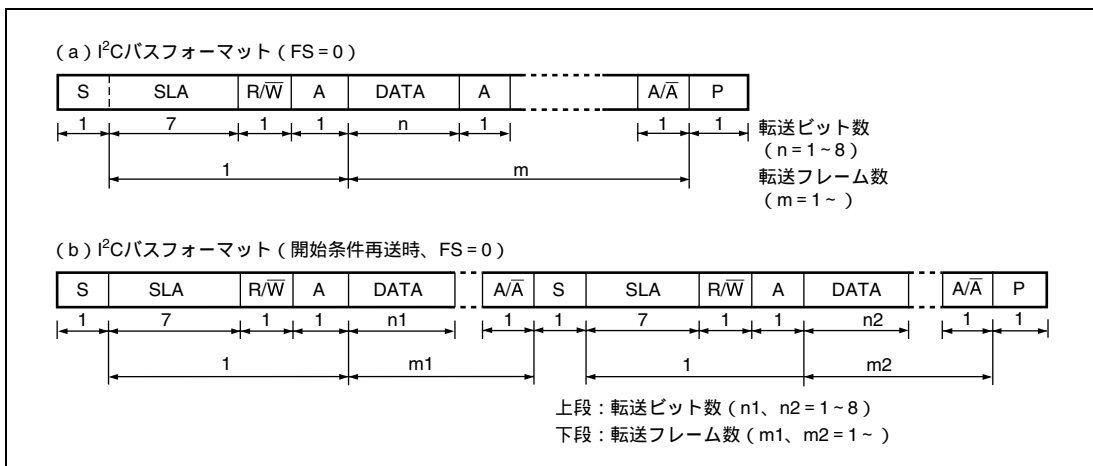 (a) I²Cバスフォーマット(FS=0)
S SLA R/W̅ A DATA A A/A̅ P
1 7 1 1 n 1 1 1
転送ビット数
(n=1~8)
1 m
転送フレーム数
(m=1~ )
(b) I²Cバスフォーマット(開始条件再送時、FS=0)
S SLA R/W̅ A DATA A/A̅ S SLA R/W̅ A DATA A/A̅ P
1 7 1 1 n1 1 1 7 1 1 n2 1 1
1 m1 1 m2
上段:転送ビット数(n1、n2=1~8)
下段:転送フレーム数(m1、m2=1~ )